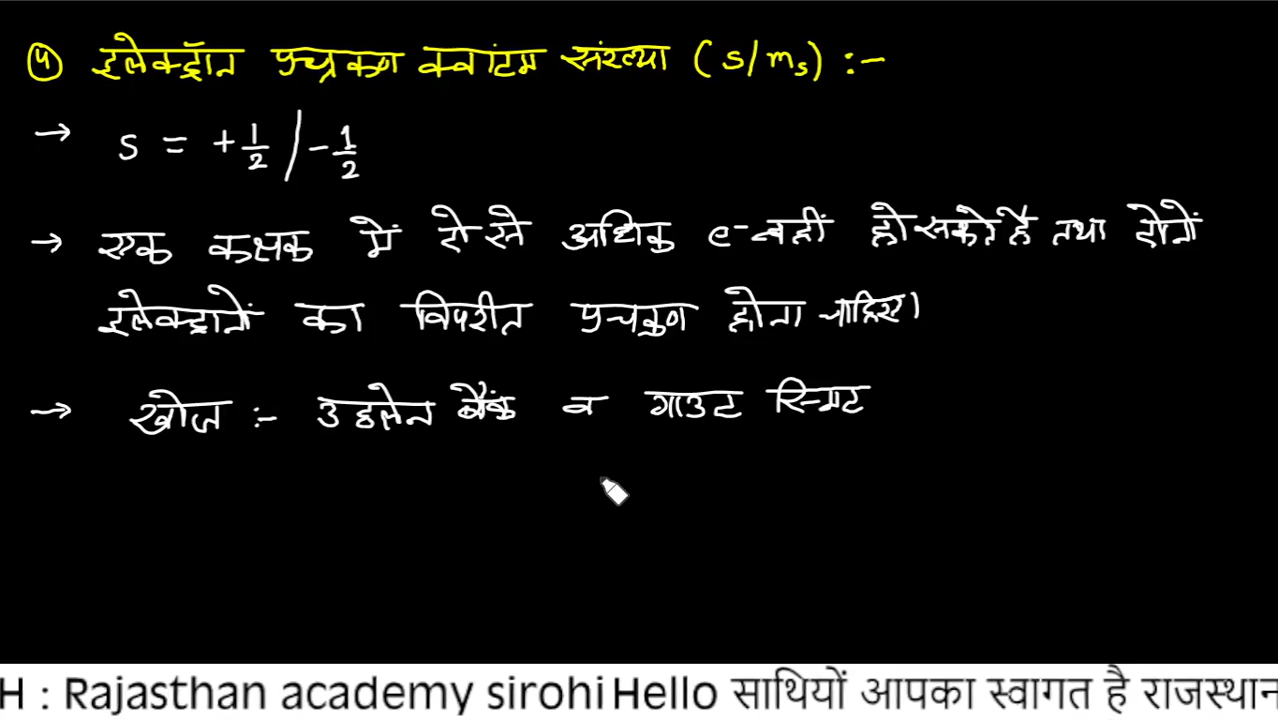 ④ इलेक्ट्रॉन प्रचक्रण क्वांटम संख्या (s/ms) :-
→ s = +1/2 / -1/2
→ एक कक्षक में दो से अधिक e- नहीं हो सकते है तथा दोनों
इलेक्ट्रानों का विपरीत प्रचक्रण होना चाहिए।
→ खोज :- उहलेन बैंक व गाउट स्मिट
H : Rajasthan academy sirohi Hello साथियों आपका स्वागत है राजस्थान